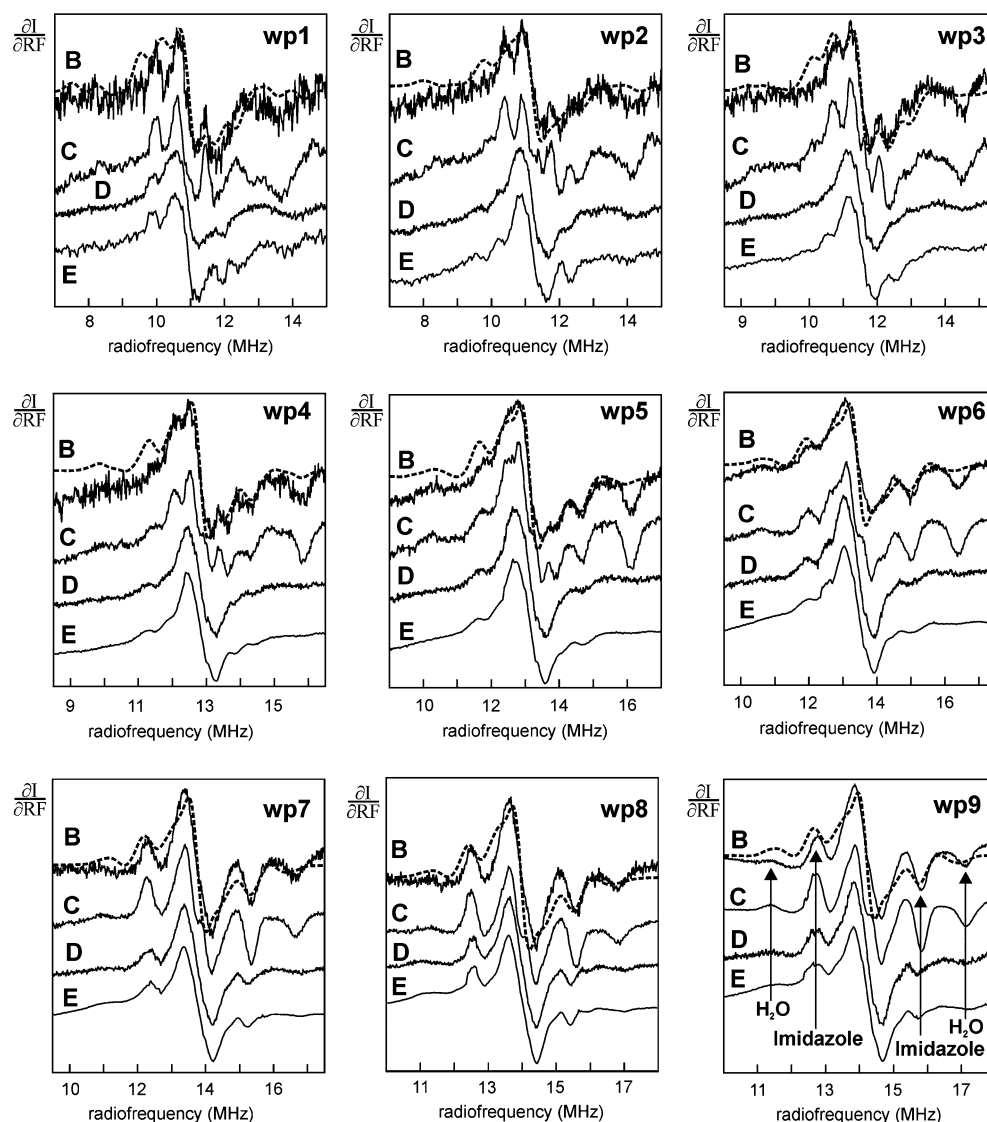 ∂I
∂RF
wp1
B
C
D
E
8 10 12 14
radiofrequency (MHz)
∂I
∂RF
wp2
B
C
D
E
8 10 12 14
radiofrequency (MHz)
∂I
∂RF
wp3
B
C
D
E
9 10 12 14
radiofrequency (MHz)
∂I
∂RF
wp4
B
C
D
E
9 11 13 15
radiofrequency (MHz)
∂I
∂RF
wp5
B
C
D
E
10 12 14 16
radiofrequency (MHz)
∂I
∂RF
wp6
B
C
D
E
10 12 14 16
radiofrequency (MHz)
∂I
∂RF
wp7
B
C
D
E
10 12 14 16
radiofrequency (MHz)
∂I
∂RF
wp8
B
C
D
E
11 13 15 17
radiofrequency (MHz)
∂I
∂RF
wp9
B
C
D
E
H₂O
Imidazole
Imidazole
H₂O
11 13 15 17
radiofrequency (MHz)